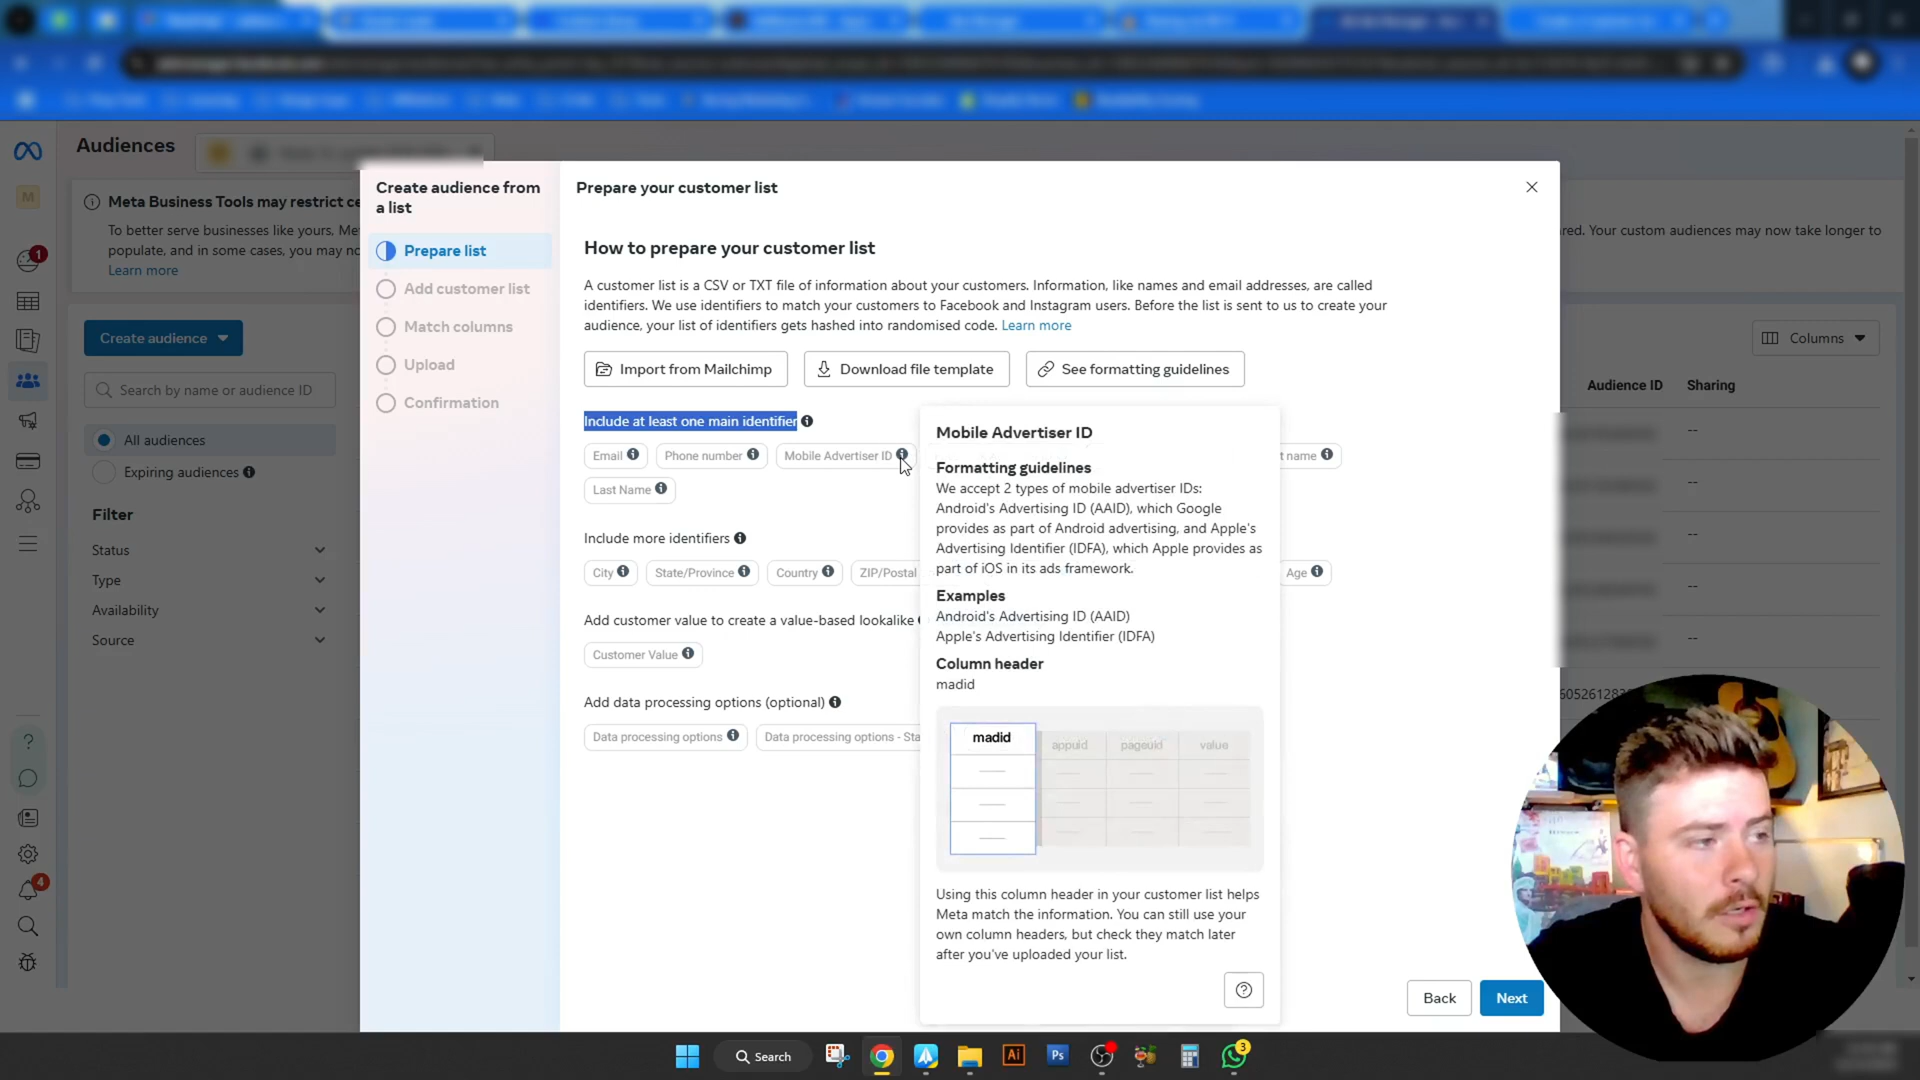 Audiences
Meta Business Tools may restrict ce
To better serve businesses like yours, Me
populate, and in some cases, you may no
Learn more
red. Your custom audiences may now take longer to
M
1
4
Create audience
Search by name or audience ID
All audiences
Expiring audiences
Filter
Status
Type
Availability
Source
Columns
Audience ID
Sharing
--
--
--
--
--
--
Create audience from
a list
Prepare list
Add customer list
Match columns
Upload
Confirmation
Prepare your customer list
How to prepare your customer list
A customer list is a CSV or TXT file of information about your customers. Information, like names and email addresses, are called
identifiers. We use identifiers to match your customers to Facebook and Instagram users. Before the list is sent to us to create your
audience, your list of identifiers gets hashed into randomised code. Learn more
Import from Mailchimp
Download file template
See formatting guidelines
Include at least one main identifier
Email
Phone number
Mobile Advertiser ID
t name
Last Name
Include more identifiers
City
State/Province
Country
ZIP/Postal
Age
Add customer value to create a value-based lookalike
Customer Value
Add data processing options (optional)
Data processing options
Data processing options - Sta
Mobile Advertiser ID
Formatting guidelines
We accept 2 types of mobile advertiser IDs:
Android's Advertising ID (AAID), which Google
provides as part of Android advertising, and Apple's
Advertising Identifier (IDFA), which Apple provides as
part of iOS in its ads framework.
Examples
Android's Advertising ID (AAID)
Apple's Advertising Identifier (IDFA)
Column header
madid
madid
appuid
pageuid
value
Using this column header in your customer list helps
Meta match the information. You can still use your
own column headers, but check they match later
after you've uploaded your list.
Back
Next
Search
Ai
Ps
3